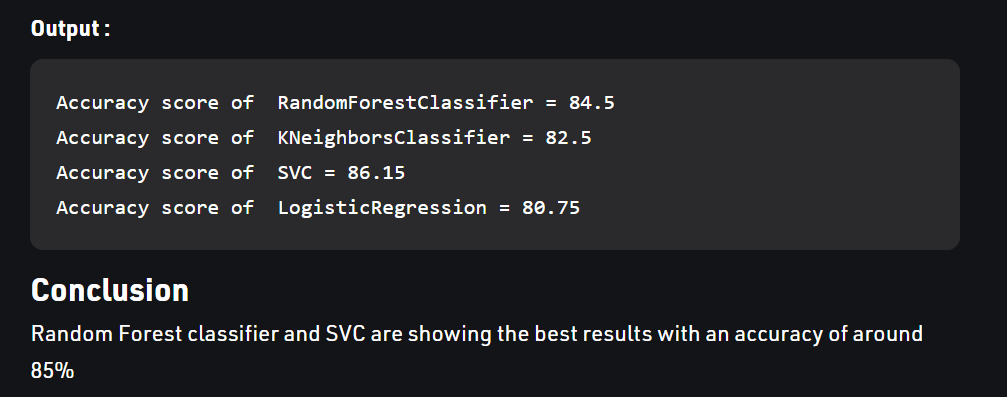 Output :
Accuracy score of  RandomForestClassifier = 84.5
Accuracy score of  KNeighborsClassifier = 82.5
Accuracy score of  SVC = 86.15
Accuracy score of  LogisticRegression = 80.75
Conclusion
Random Forest classifier and SVC are showing the best results with an accuracy of around
85%